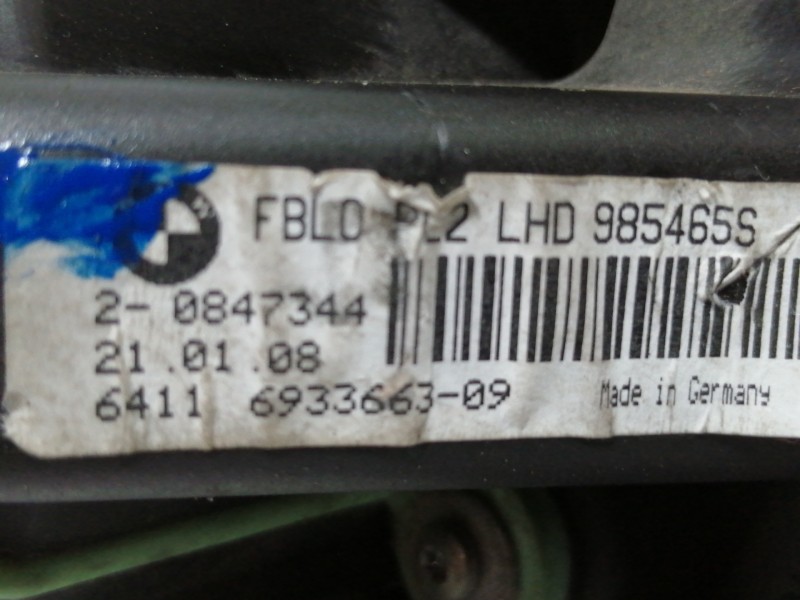 FBLO PL2 LHD 985465S
2- 0847344
21.01.08
6411 6933663-09
Made in Germany